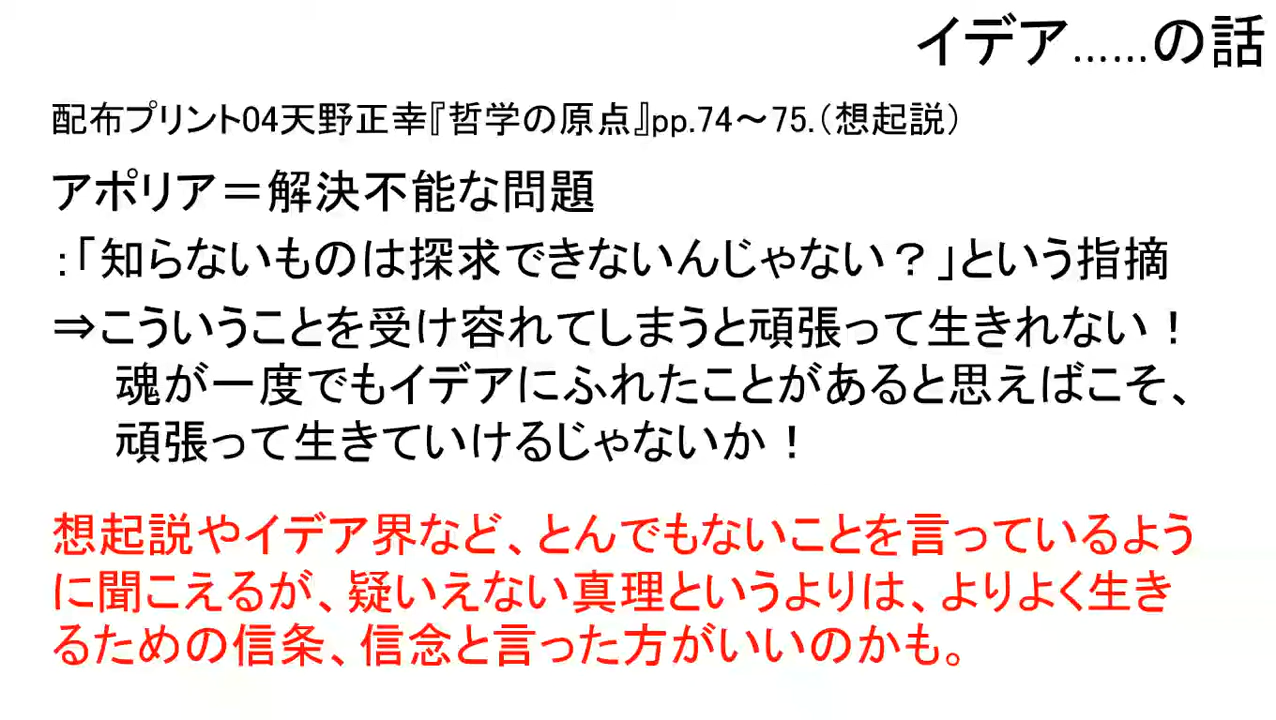 イデア……の話
配布プリント04天野正幸『哲学の原点』pp.74～75.（想起説）
アポリア＝解決不能な問題
：「知らないものは探求できないんじゃない？」という指摘
⇒こういうことを受け容れてしまうと頑張って生きれない！
魂が一度でもイデアにふれたことがあると思えばこそ、
頑張って生きていけるじゃないか！
想起説やイデア界など、とんでもないことを言っているよう
に聞こえるが、疑いえない真理というよりは、よりよく生き
るための信条、信念と言った方がいいのかも。